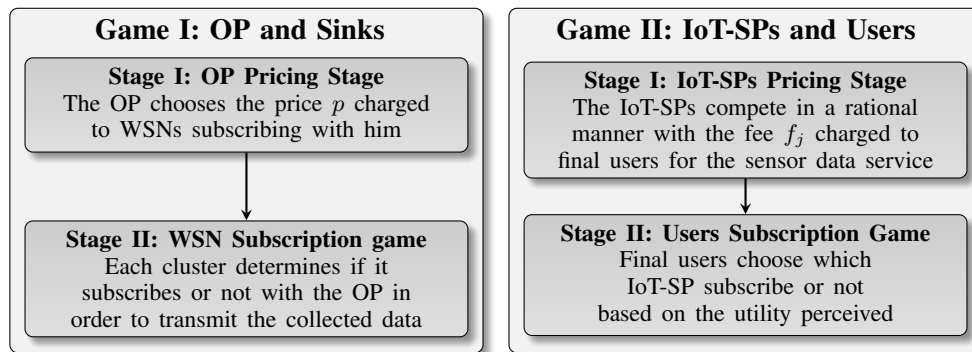 Game I: OP and Sinks
Stage I: OP Pricing Stage
The OP chooses the price p charged
to WSNs subscribing with him
Stage II: WSN Subscription game
Each cluster determines if it
subscribes or not with the OP in
order to transmit the collected data
Game II: IoT-SPs and Users
Stage I: IoT-SPs Pricing Stage
The IoT-SPs compete in a rational
manner with the fee f_j charged to
final users for the sensor data service
Stage II: Users Subscription Game
Final users choose which
IoT-SP subscribe or not
based on the utility perceived